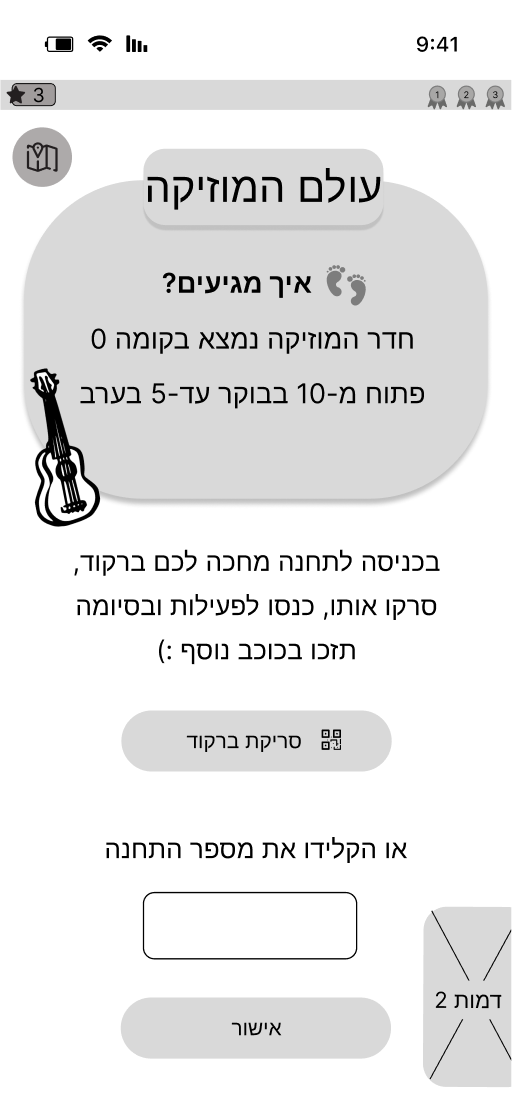 9:41
3
1 2 3
עולם המוזיקה
איך מגיעים?
חדר המוזיקה נמצא בקומה 0
פתוח מ-10 בבוקר עד-5 בערב
בכניסה לתחנה מחכה לכם ברקוד,
סרקו אותו, כנסו לפעילות ובסיומה
תזכו בכוכב נוסף :)
סריקת ברקוד
או הקלידו את מספר התחנה
דמות 2
אישור